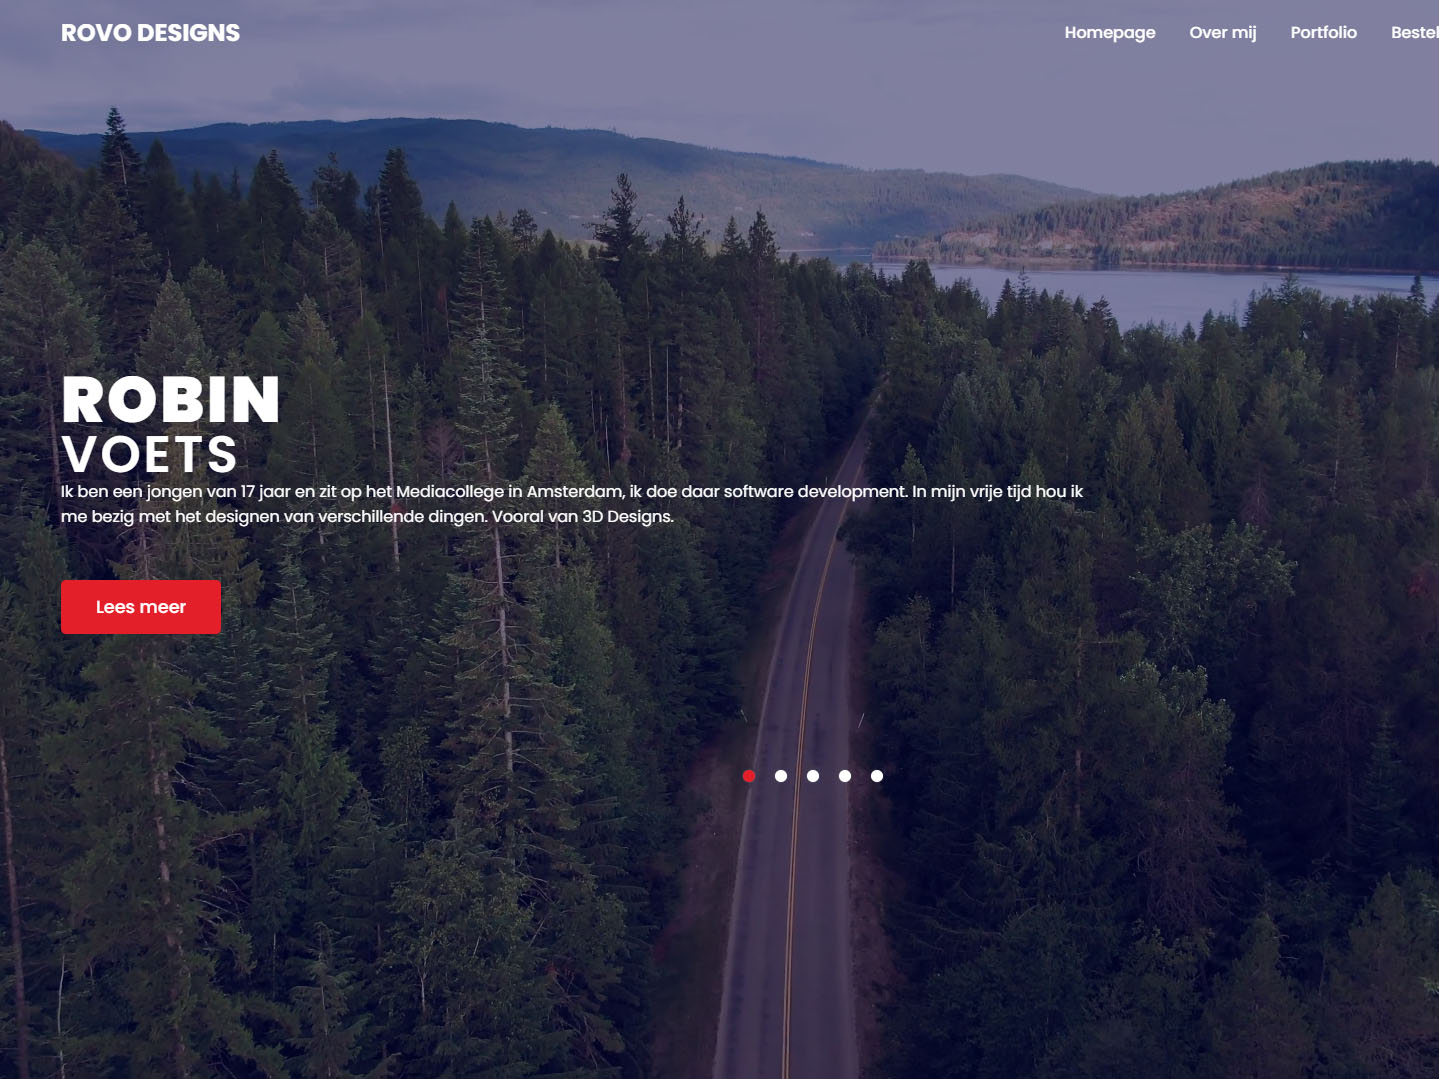 ROVO DESIGNS
Homepage Over mij Portfolio
ROBIN
VOETS
Ik ben een jongen van 17 jaar en zit op het Mediacollege in Amsterdam, ik doe daar software development. In mijn vrije tijd hou ik
me bezig met het designen van verschillende dingen. Vooral van 3D Designs.
Lees meer